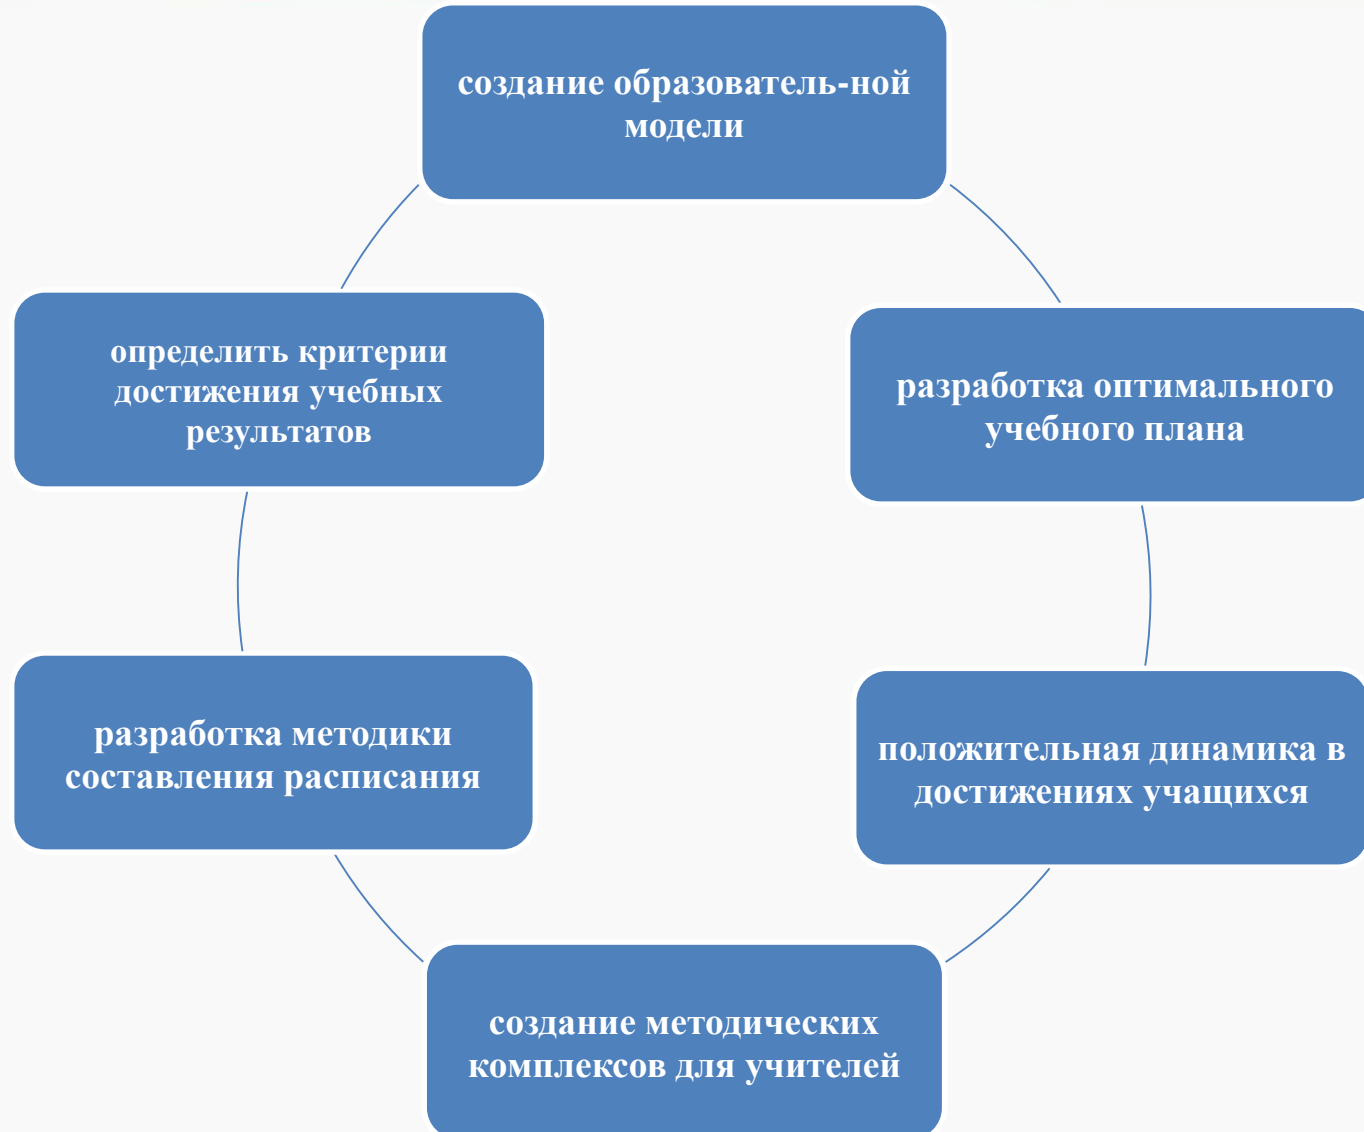 создание образователь-ной
модели
определить критерии
достижения учебных
результатов
разработка оптимального
учебного плана
разработка методики
составления расписания
положительная динамика в
достижениях учащихся
создание методических
комплексов для учителей